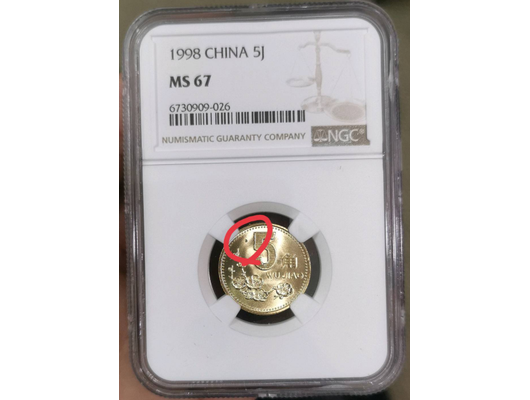 1998 CHINA 5J
MS 67
6730909-026
NUMISMATIC GUARANTY COMPANY
NGC
5角
WU JIAO